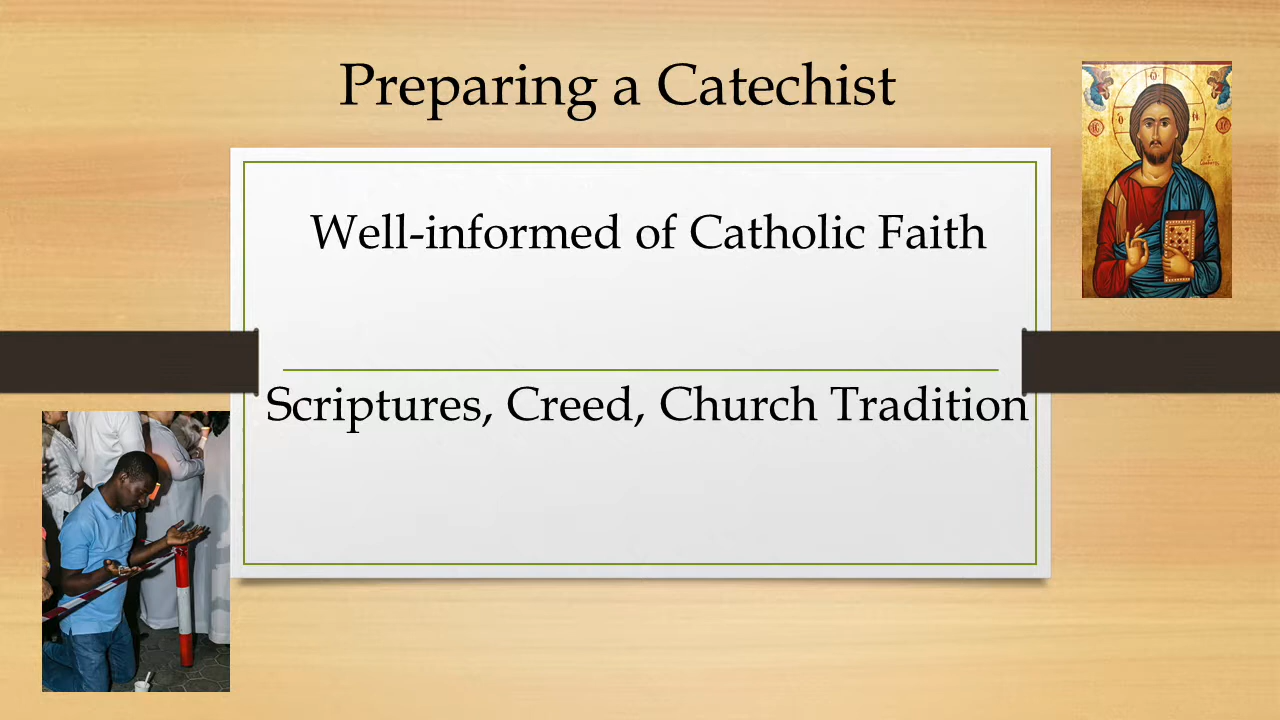 Preparing a Catechist
Well-informed of Catholic Faith
Scriptures, Creed, Church Tradition